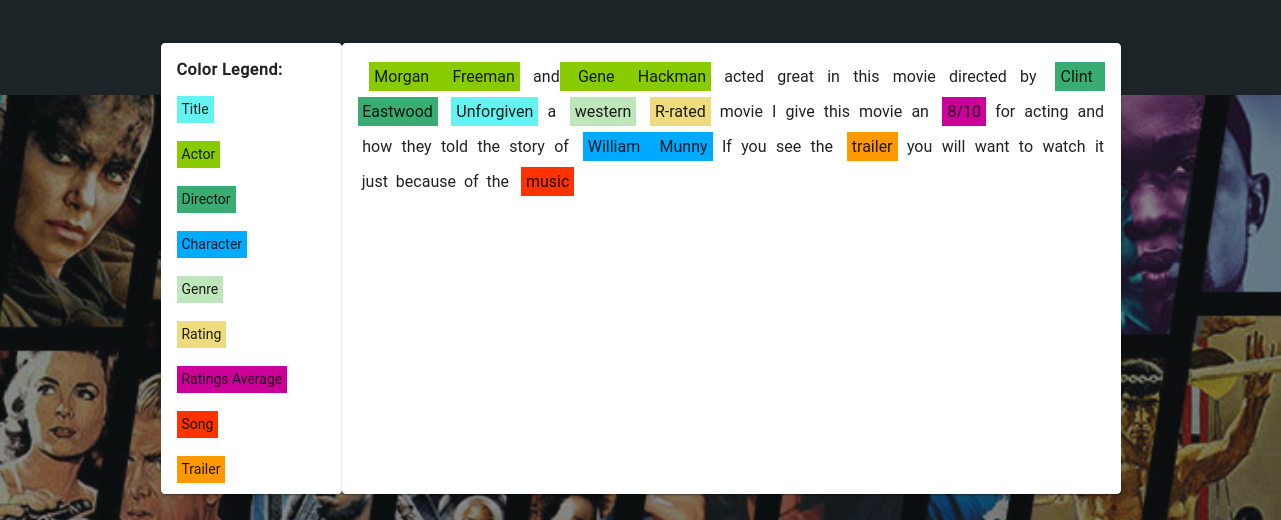 Color Legend:
Title
Actor
Director
Character
Genre
Rating
Ratings Average
Song
Trailer
Morgan Freeman and Gene Hackman acted great in this movie directed by Clint
Eastwood Unforgiven a western R-rated movie I give this movie an 8/10 for acting and
how they told the story of William Munny If you see the trailer you will want to watch it
just because of the music